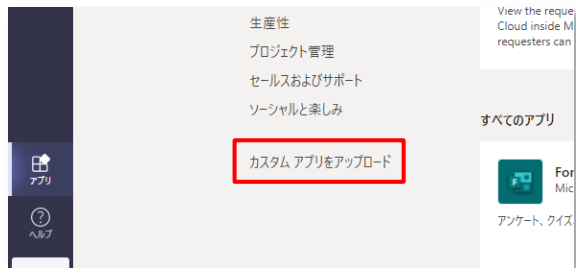 生産性
プロジェクト管理
セールスおよびサポート
ソーシャルと楽しみ
カスタム アプリをアップロード
アプリ
ヘルプ
View the reque
Cloud inside M
requesters can
すべてのアプリ
For
Mic
アンケート、クイズ